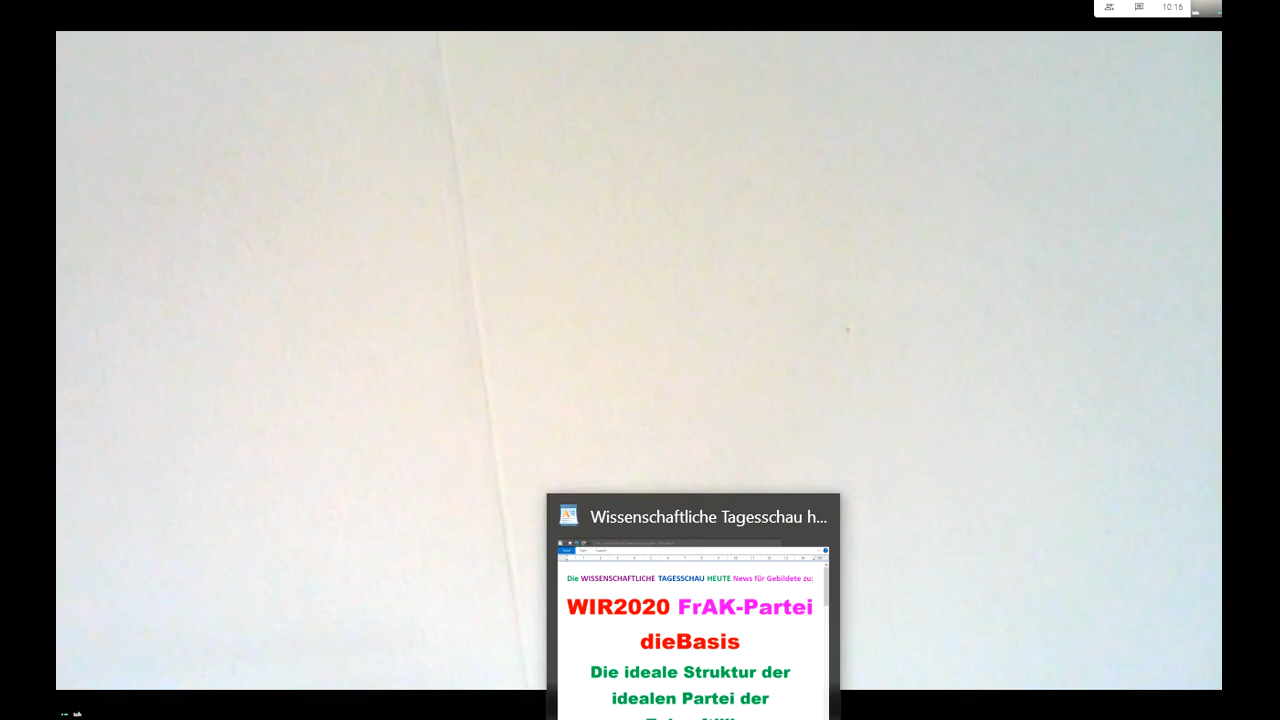 10:16
Wissenschaftliche Tagesschau h...
Die WISSENSCHAFTLICHE TAGESSCHAU HEUTE News für Gebildete zu:
WIR2020 FrAK-Partei
dieBasis
Die ideale Struktur der
idealen Partei der